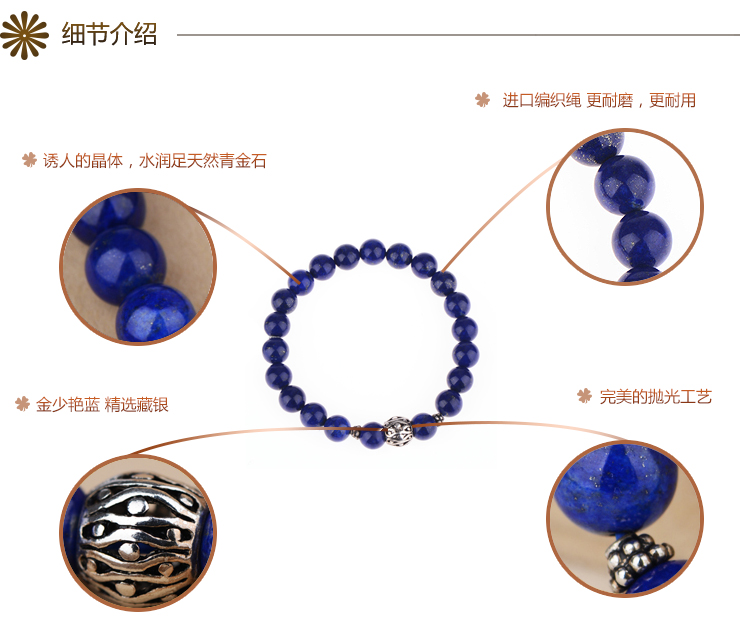 细节介绍
进口编织绳 更耐磨，更耐用
诱人的晶体，水润足天然青金石
金少艳蓝 精选藏银
完美的抛光工艺